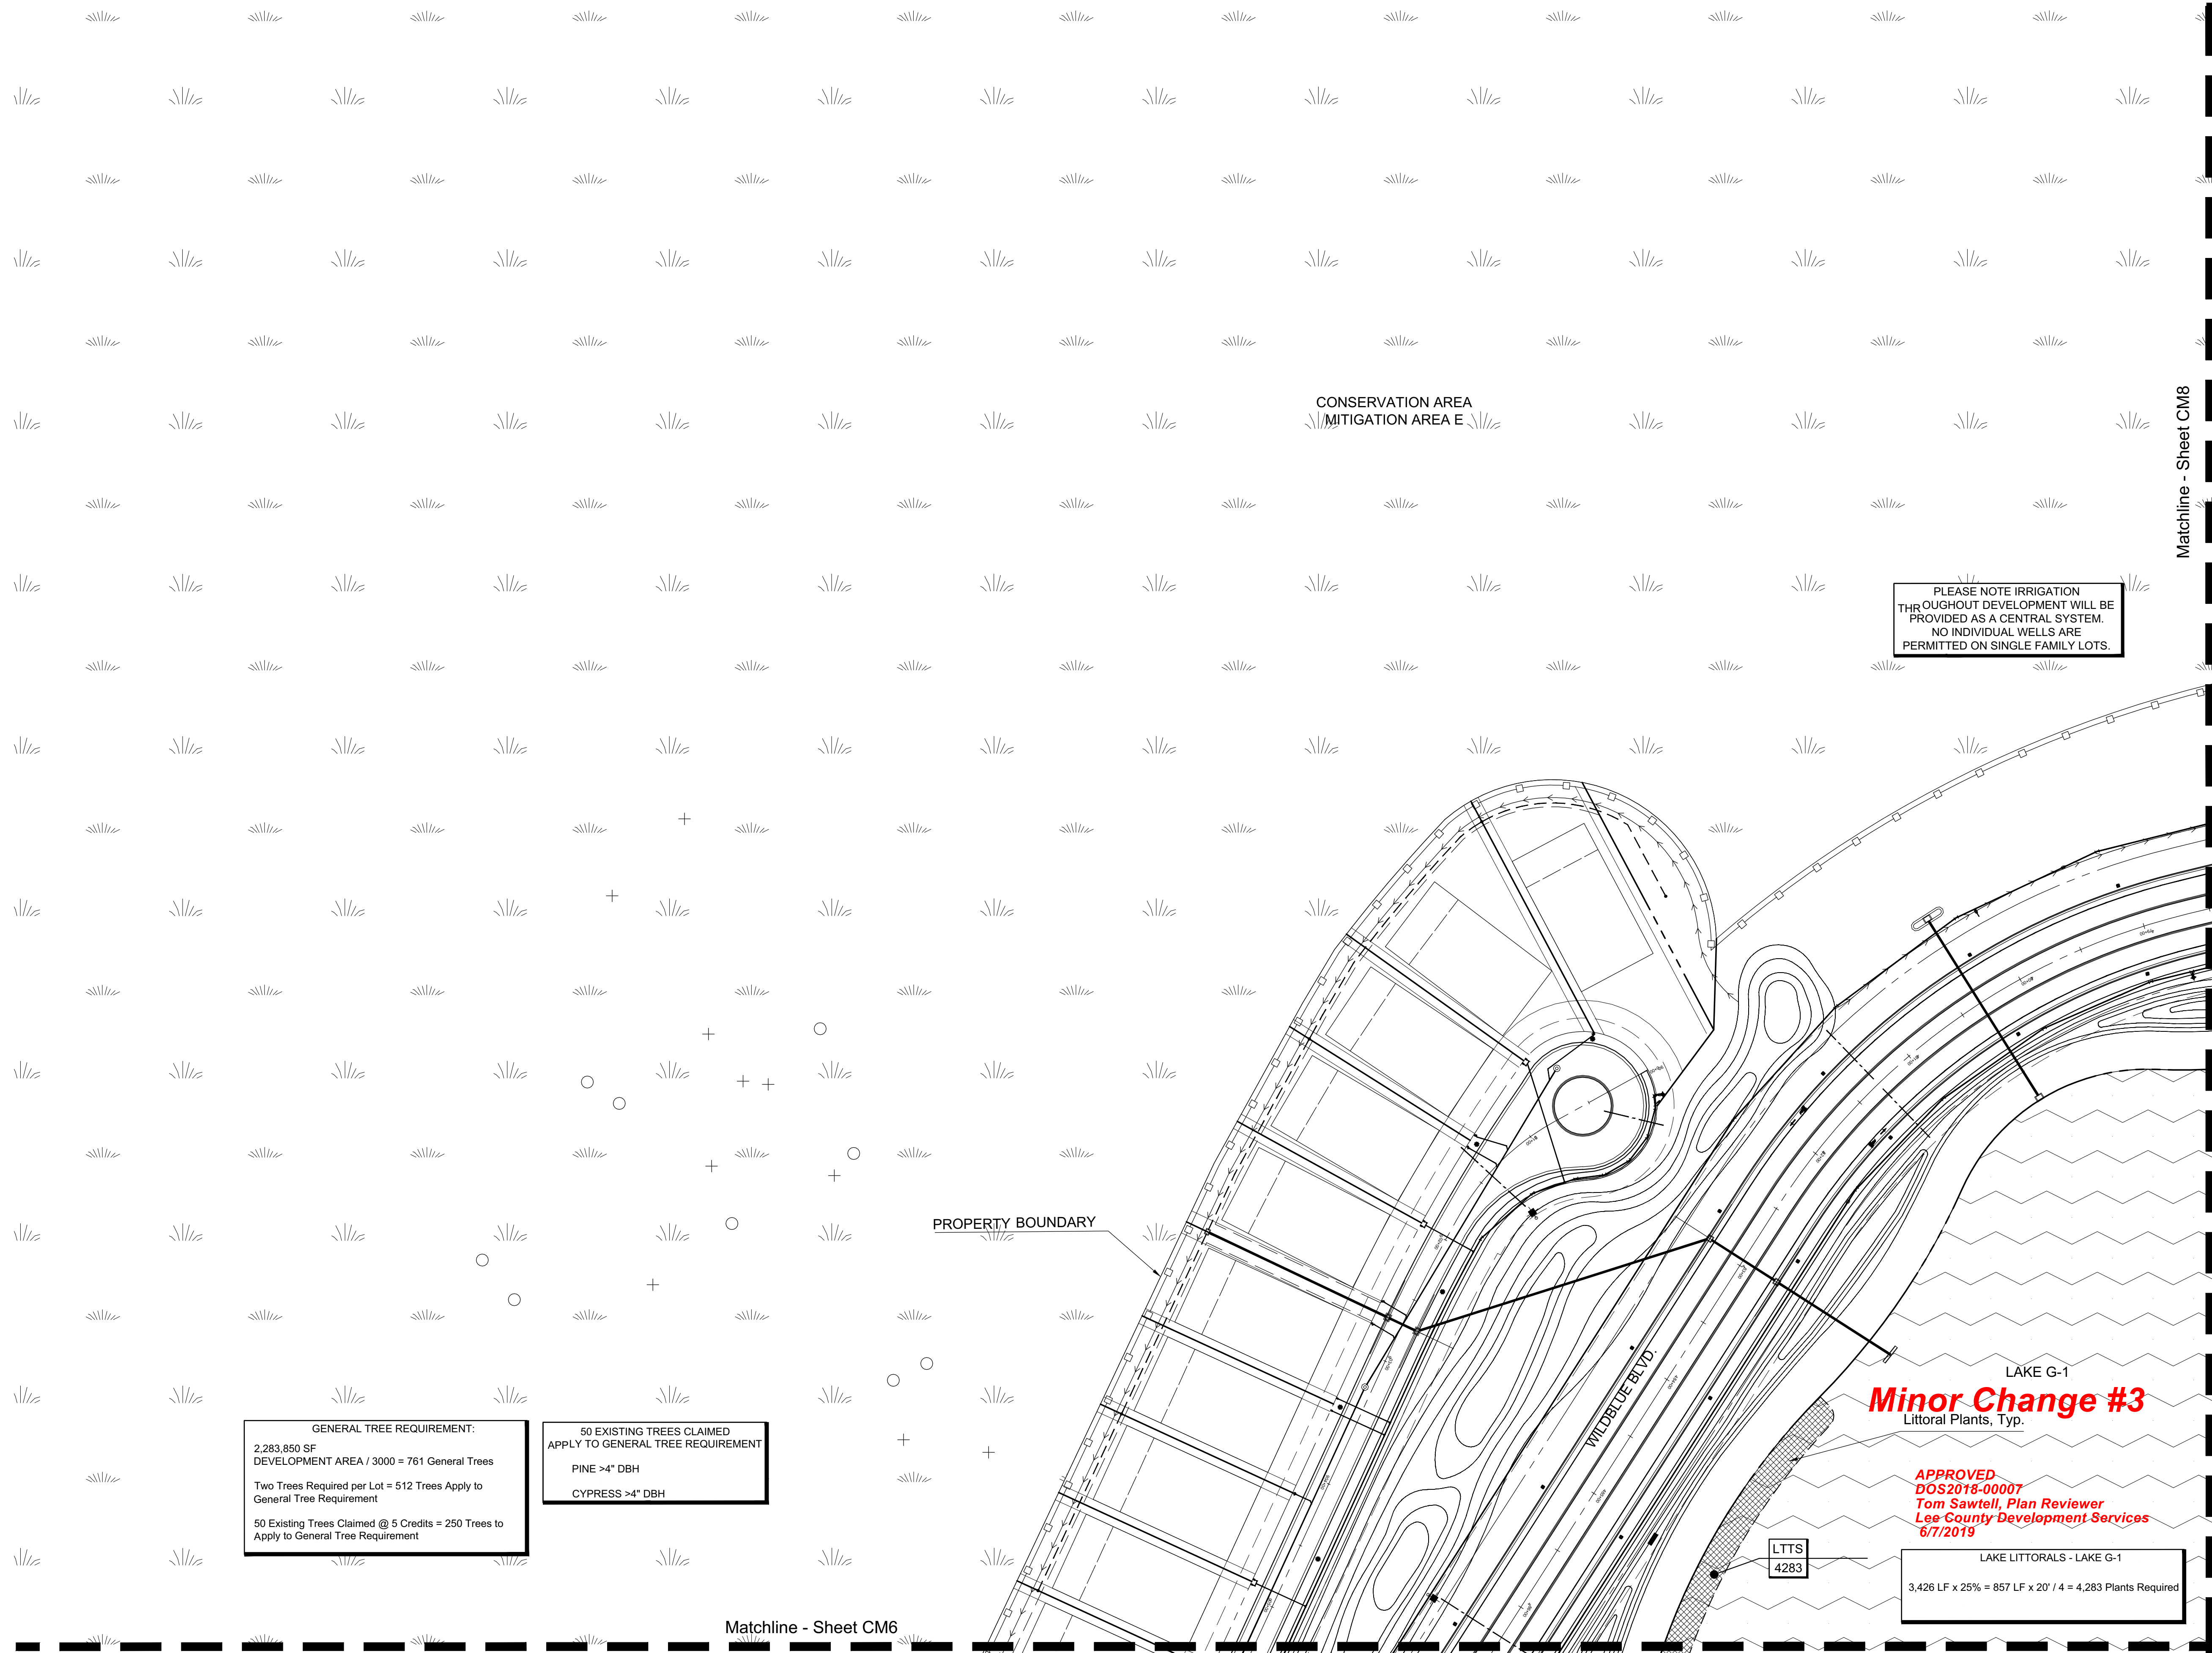 CONSERVATION AREA
MITIGATION AREA E
Matchline - Sheet CM8
PLEASE NOTE IRRIGATION
THROUGHOUT DEVELOPMENT WILL BE
PROVIDED AS A CENTRAL SYSTEM.
NO INDIVIDUAL WELLS ARE
PERMITTED ON SINGLE FAMILY LOTS.
PROPERTY BOUNDARY
WILDBLUE BLVD.
LAKE G-1
Minor Change #3
Littoral Plants, Typ.
GENERAL TREE REQUIREMENT:
2,283,850 SF
DEVELOPMENT AREA / 3000 = 761 General Trees
Two Trees Required per Lot = 512 Trees Apply to
General Tree Requirement
50 Existing Trees Claimed @ 5 Credits = 250 Trees to
Apply to General Tree Requirement
50 EXISTING TREES CLAIMED
APPLY TO GENERAL TREE REQUIREMENT
PINE >4" DBH
CYPRESS >4" DBH
APPROVED
DOS2018-00007
Tom Sawtell, Plan Reviewer
Lee County Development Services
6/7/2019
LTTS
4283
LAKE LITTORALS - LAKE G-1
3,426 LF x 25% = 857 LF x 20' / 4 = 4,283 Plants Required
Matchline - Sheet CM6